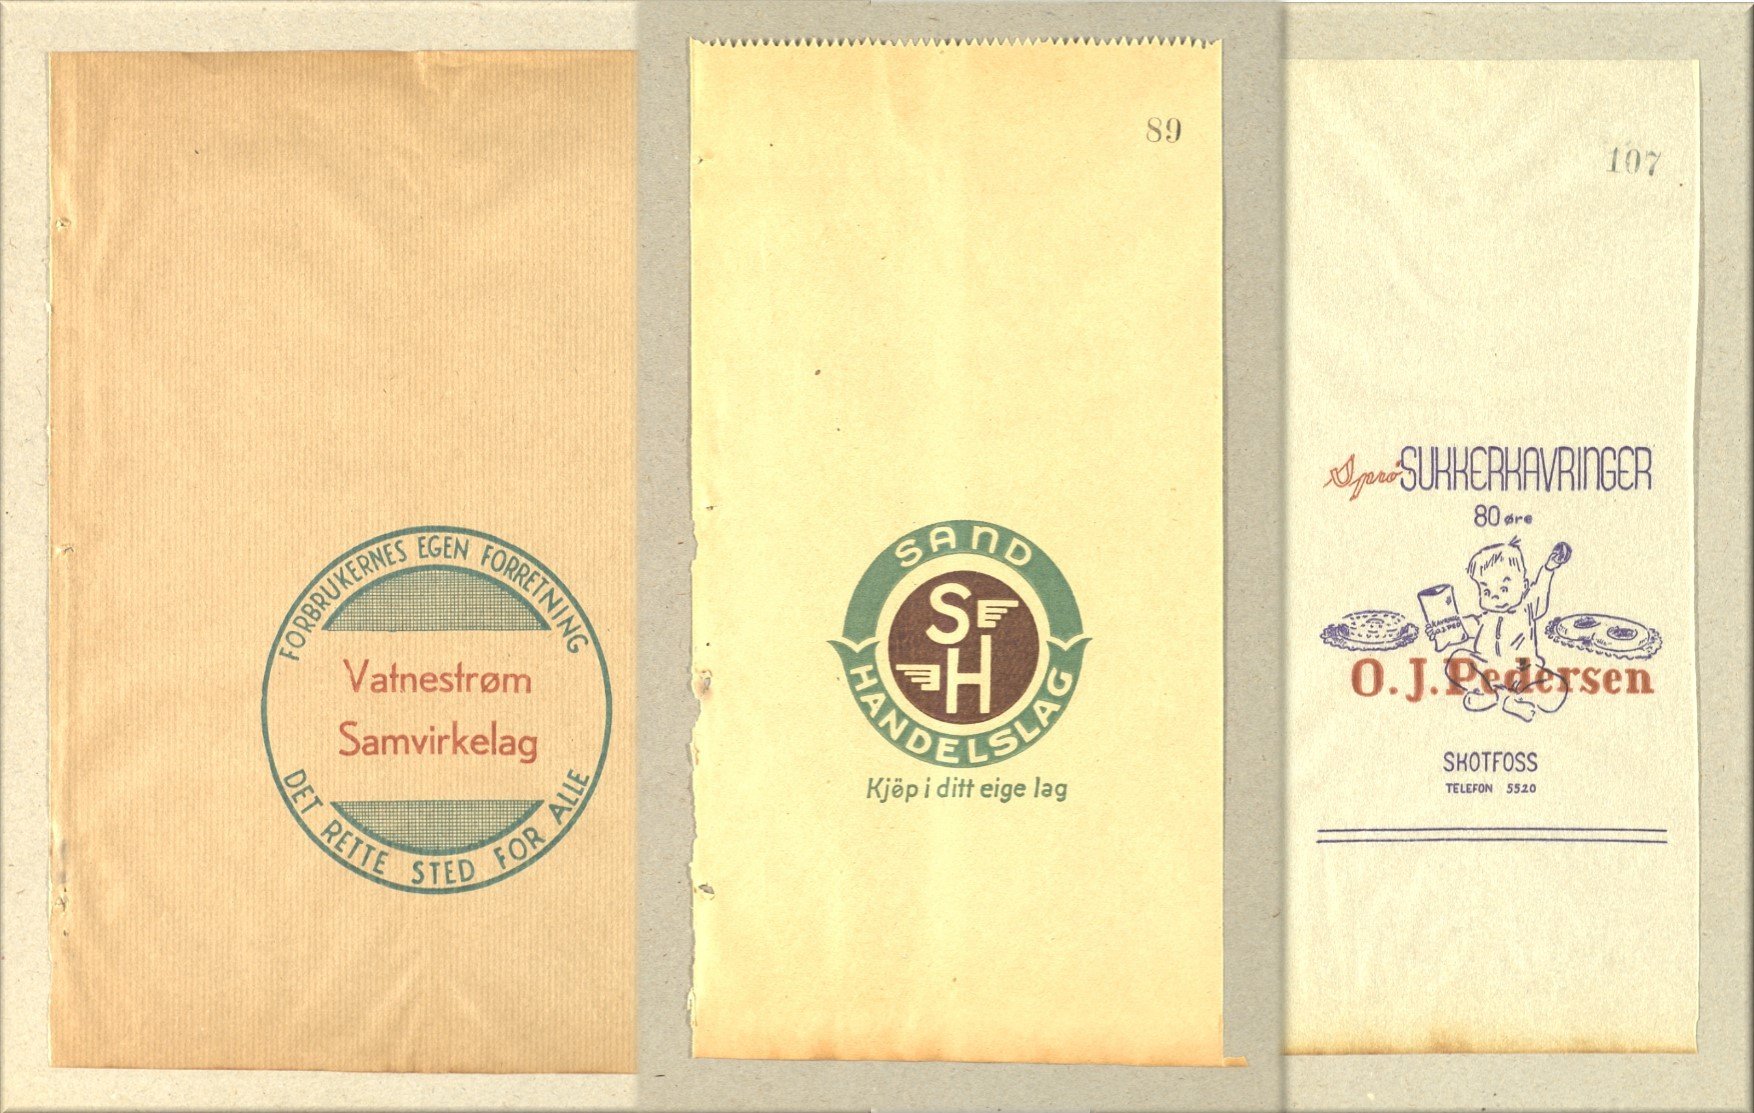 FORBRUKERNES EGEN FORRETNING
Vatnestrøm
Samvirkelag
DET RETTE STED FOR ALLE
89
SAND
S
H
HANDELSLAG
Kjøp i ditt eige lag
107
Sprø SUKKERKAVRINGER
80 øre
O. J. Pedersen
SKOTFOSS
TELEFON 5520